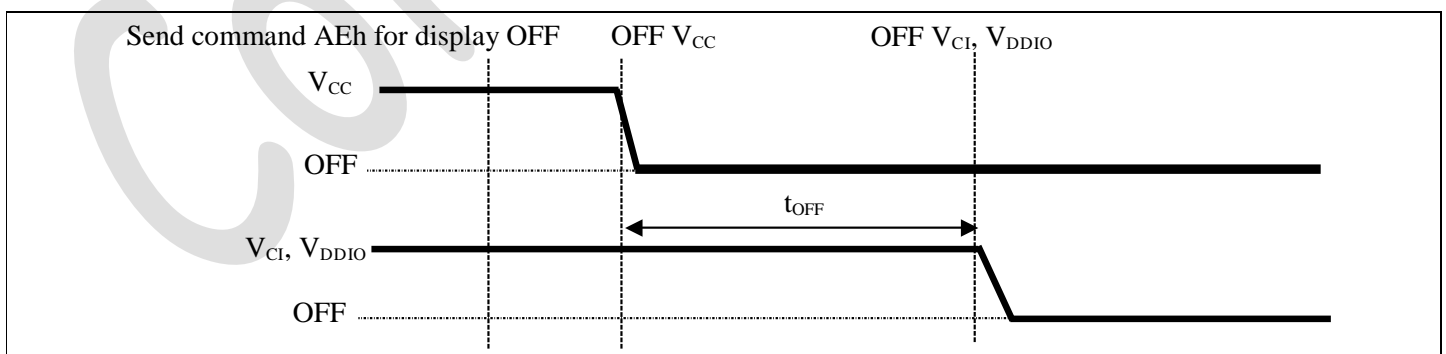 Send command AEh for display OFF OFF VCC OFF VCI, VDDIO
VCC
OFF
tOFF
VCI, VDDIO
OFF